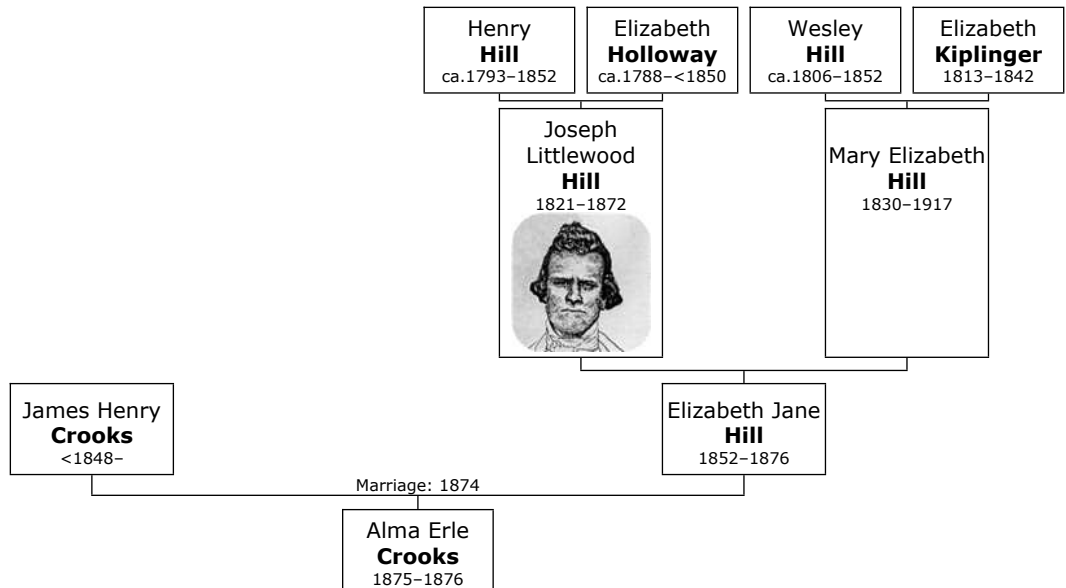 Henry
Hill
ca.1793–1852
Elizabeth
Holloway
ca.1788–<1850
Wesley
Hill
ca.1806–1852
Elizabeth
Kiplinger
1813–1842
Joseph
Littlewood
Hill
1821–1872
Mary Elizabeth
Hill
1830–1917
James Henry
Crooks
<1848–
Elizabeth Jane
Hill
1852–1876
Marriage: 1874
Alma Erle
Crooks
1875–1876